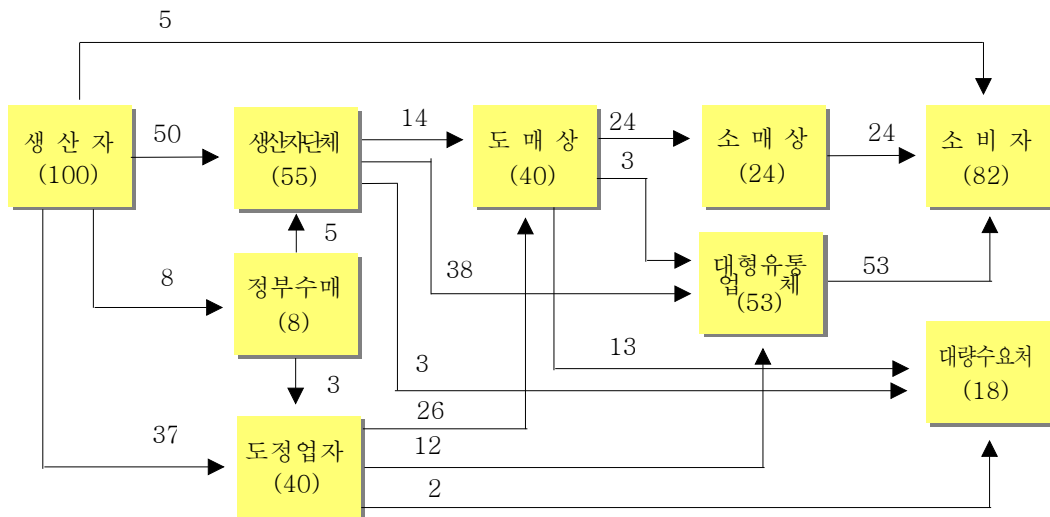 5
생 산 자
(100)
50
생산자단체
(55)
14
도 매 상
(40)
24
3
소 매 상
(24)
24
소 비 자
(82)
8
5
정부수매
(8)
3
38
대형유통
업 체
(53)
53
13
3
대량수요처
(18)
37
도정업자
(40)
26
12
2